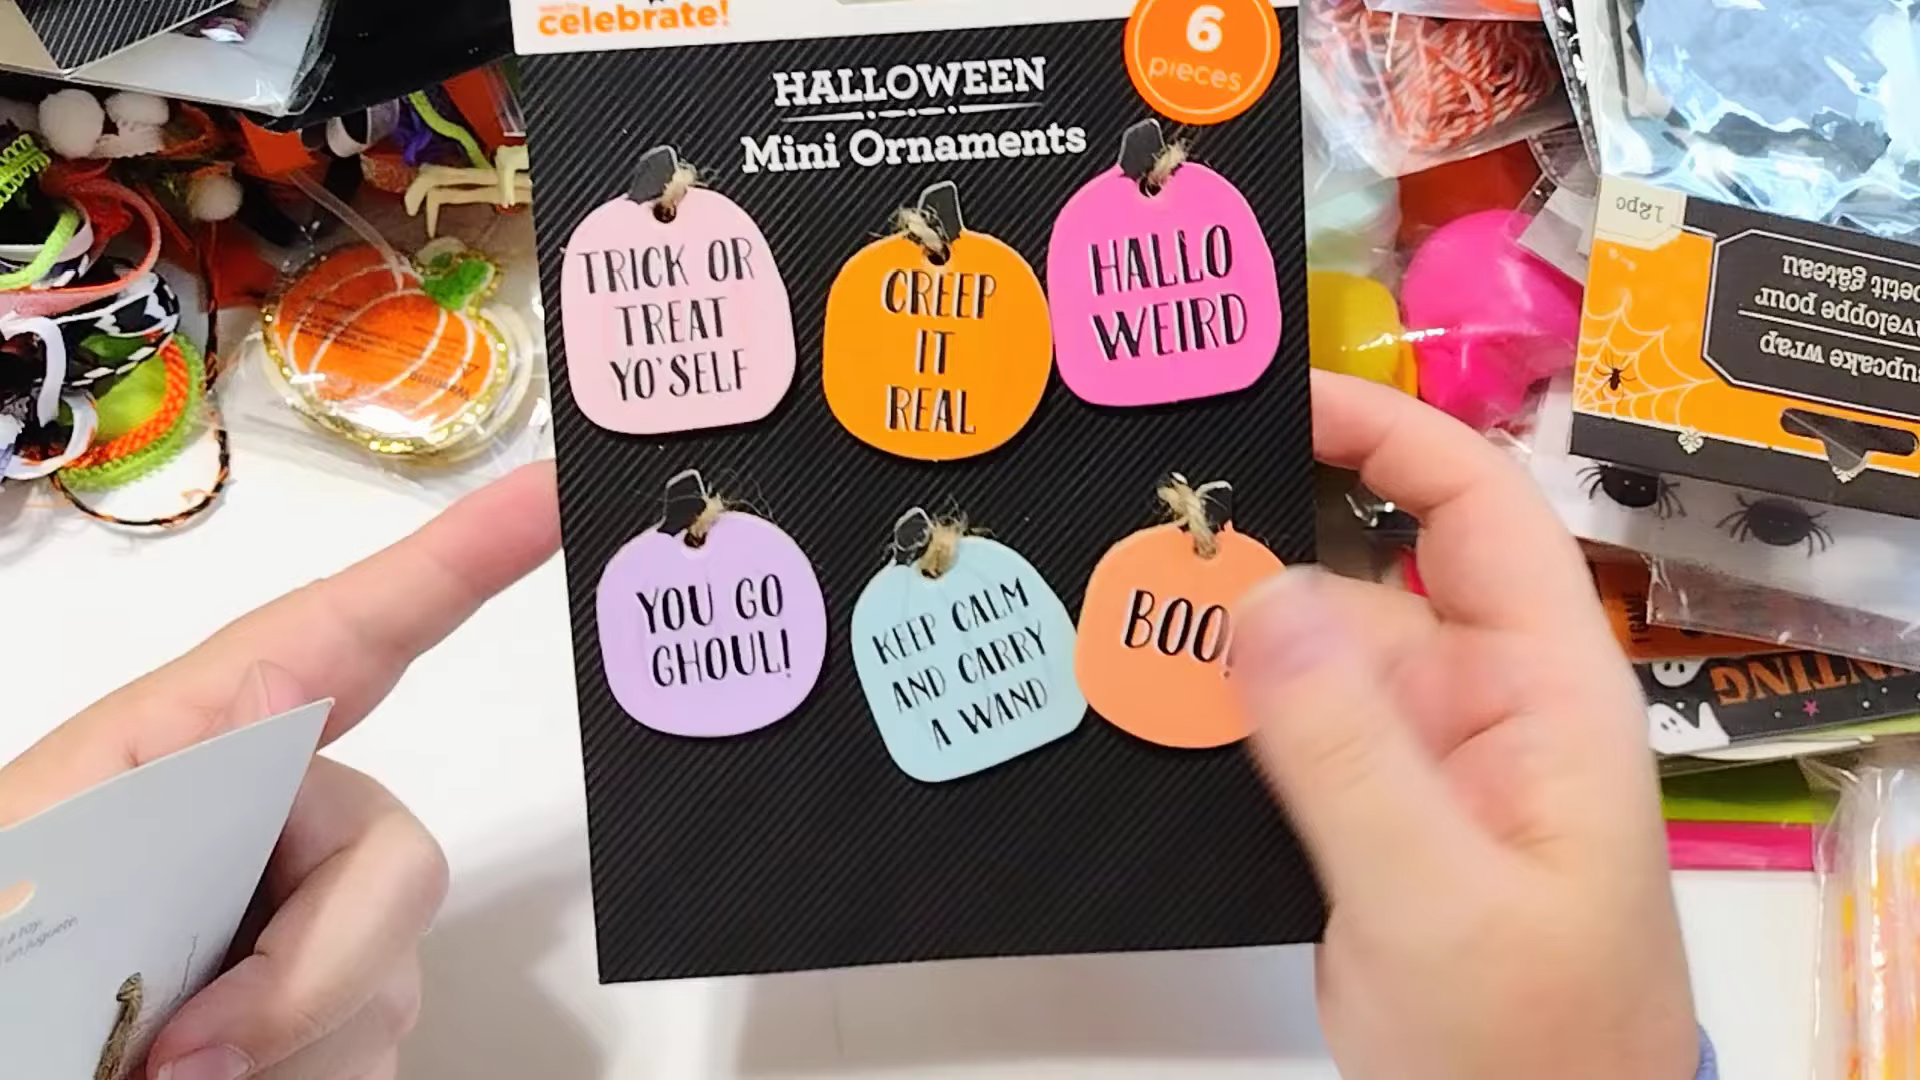 celebrate!
6
pieces
HALLOWEEN
Mini Ornaments
TRICK OR
TREAT
YO'SELF
CREEP
IT
REAL
HALLO
WEIRD
YOU GO
GHOUL!
KEEP CALM
AND CARRY
A WAND
BOO!
12pc
cupcake wrap
enveloppe pour
petit gâteau